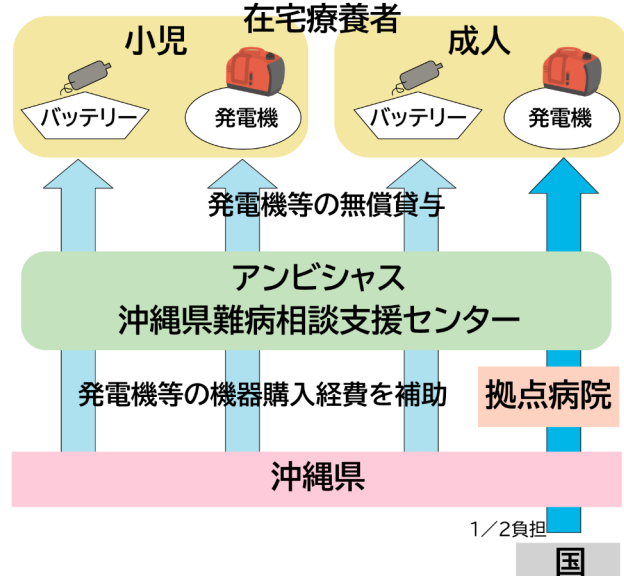 在宅療養者
小児
成人
バッテリー
発電機
バッテリー
発電機
発電機等の無償貸与
アンビシャス
沖縄県難病相談支援センター
発電機等の機器購入経費を補助
拠点病院
沖縄県
1／2負担
国